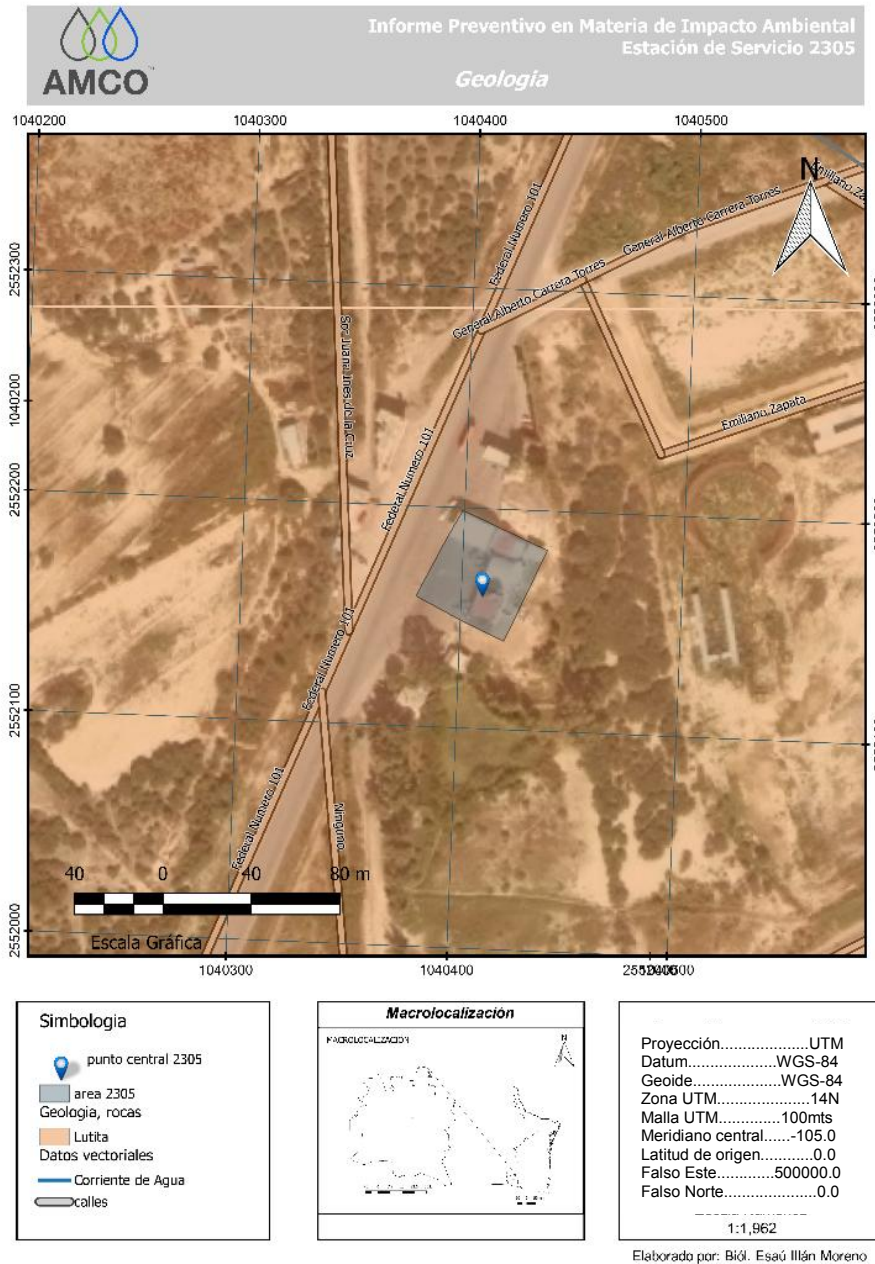 Informe Preventivo en Materia de Impacto Ambiental
Estación de Servicio 2305
AMCO
Geologia
1040200 1040300 1040400 1040500
N
Emiliano Za
General Alberto Carrera Torres
Federal Numero 101
General Alberto Carrera Torres
2552300
Sor Juana Ines de la Cruz
1040200
Emiliano Zapata
Federal Numero 101
2552200
Federal Numero 101
2552100
Federal Numero 101
Ninguno
40 0 40 80 m
Escala Gráfica
2552000
1040300 1040400
Simbologia
punto central 2305
area 2305
Geologia, rocas
Lutita
Datos vectoriales
Corriente de Agua
calles
Macrolocalización
MACROLOCALIZACION
N
Proyección...................UTM
Datum...................WGS-84
Geoide...................WGS-84
Zona UTM....................14N
Malla UTM.............100mts
Meridiano central......-105.0
Latitud de origen...........0.0
Falso Este...........500000.0
Falso Norte....................0.0
1:1,962
Elaborado por: Biól. Esaú Illán Moreno